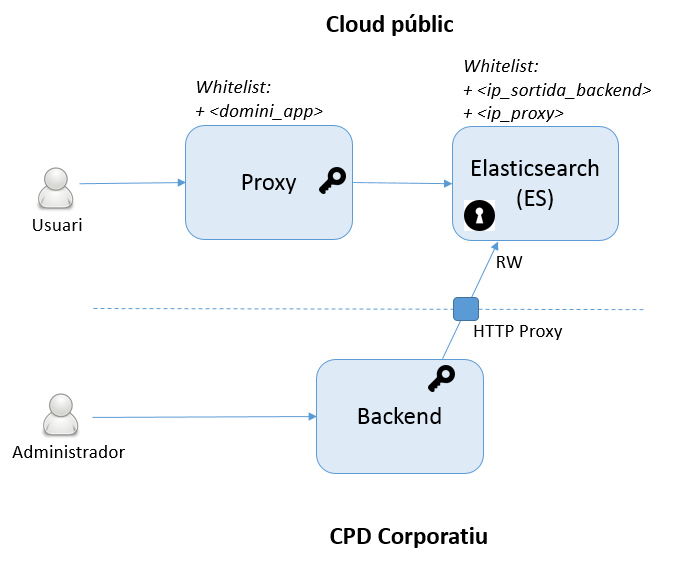 Cloud públic
Whitelist:
+ <domini_app>
Whitelist:
+ <ip_sortida_backend>
+ <ip_proxy>
Proxy
Elasticsearch
(ES)
Usuari
RW
HTTP Proxy
Backend
Administrador
CPD Corporatiu